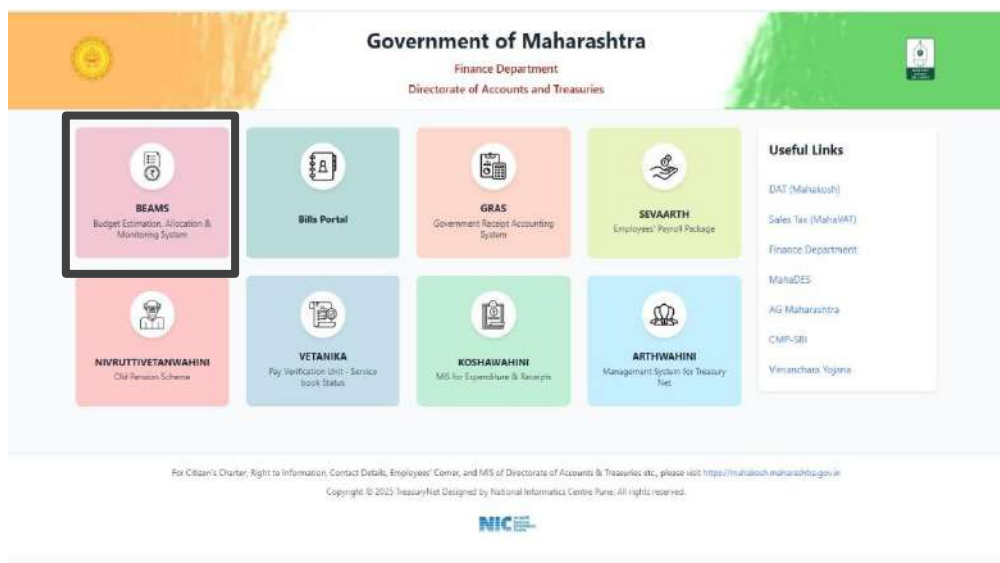 Government of Maharashtra
Finance Department
Directorate of Accounts and Treasuries
BEAMS
Budget Estimation, Allocation &
Monitoring System
Bills Portal
GRAS
Government Receipt Accounting
System
SEVAARTH
Employees' Payroll Package
NIVRUTTIVETANWAHINI
Old Pension Scheme
VETANIKA
Pay Verification Unit - Service
book Status
KOSHAWAHINI
MIS for Expenditure & Receipts
ARTHWAHINI
Management System for Treasury
Net
Useful Links
DAT (Mahakosh)
Sales Tax (MahaVAT)
Finance Department
MahaDES
AG Maharashtra
CMP-SBI
Yojana
For Citizen's Charter, Right to Information, Contact Details, Employees' Corner, and MIS of Directorate of Accounts & Treasuries etc., please visit https://mahakosh.maharashtra.gov.in
Copyright © 2025 TreasuryNet Designed by National Informatics Centre Pune. All rights reserved.
NIC